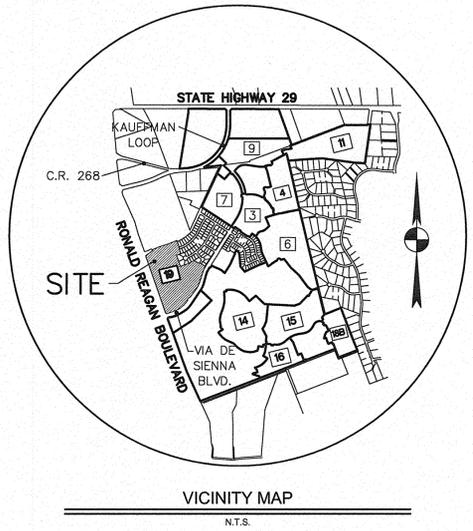 STATE HIGHWAY 29
KAUFFMAN
LOOP
9
11
C.R. 268
7
4
3
RONALD REAGAN BOULEVARD
6
SITE
19
14
15
16B
16
VIA DE
SIENNA
BLVD.
VICINITY MAP
N.T.S.